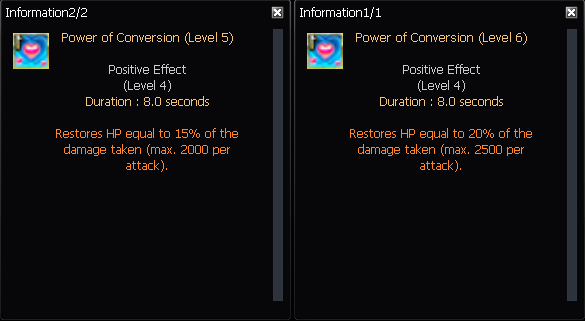 Information2/2
Power of Conversion (Level 5)
Positive Effect
(Level 4)
Duration : 8.0 seconds
Restores HP equal to 15% of the
damage taken (max. 2000 per
attack).
Information1/1
Power of Conversion (Level 6)
Positive Effect
(Level 4)
Duration : 8.0 seconds
Restores HP equal to 20% of the
damage taken (max. 2500 per
attack).